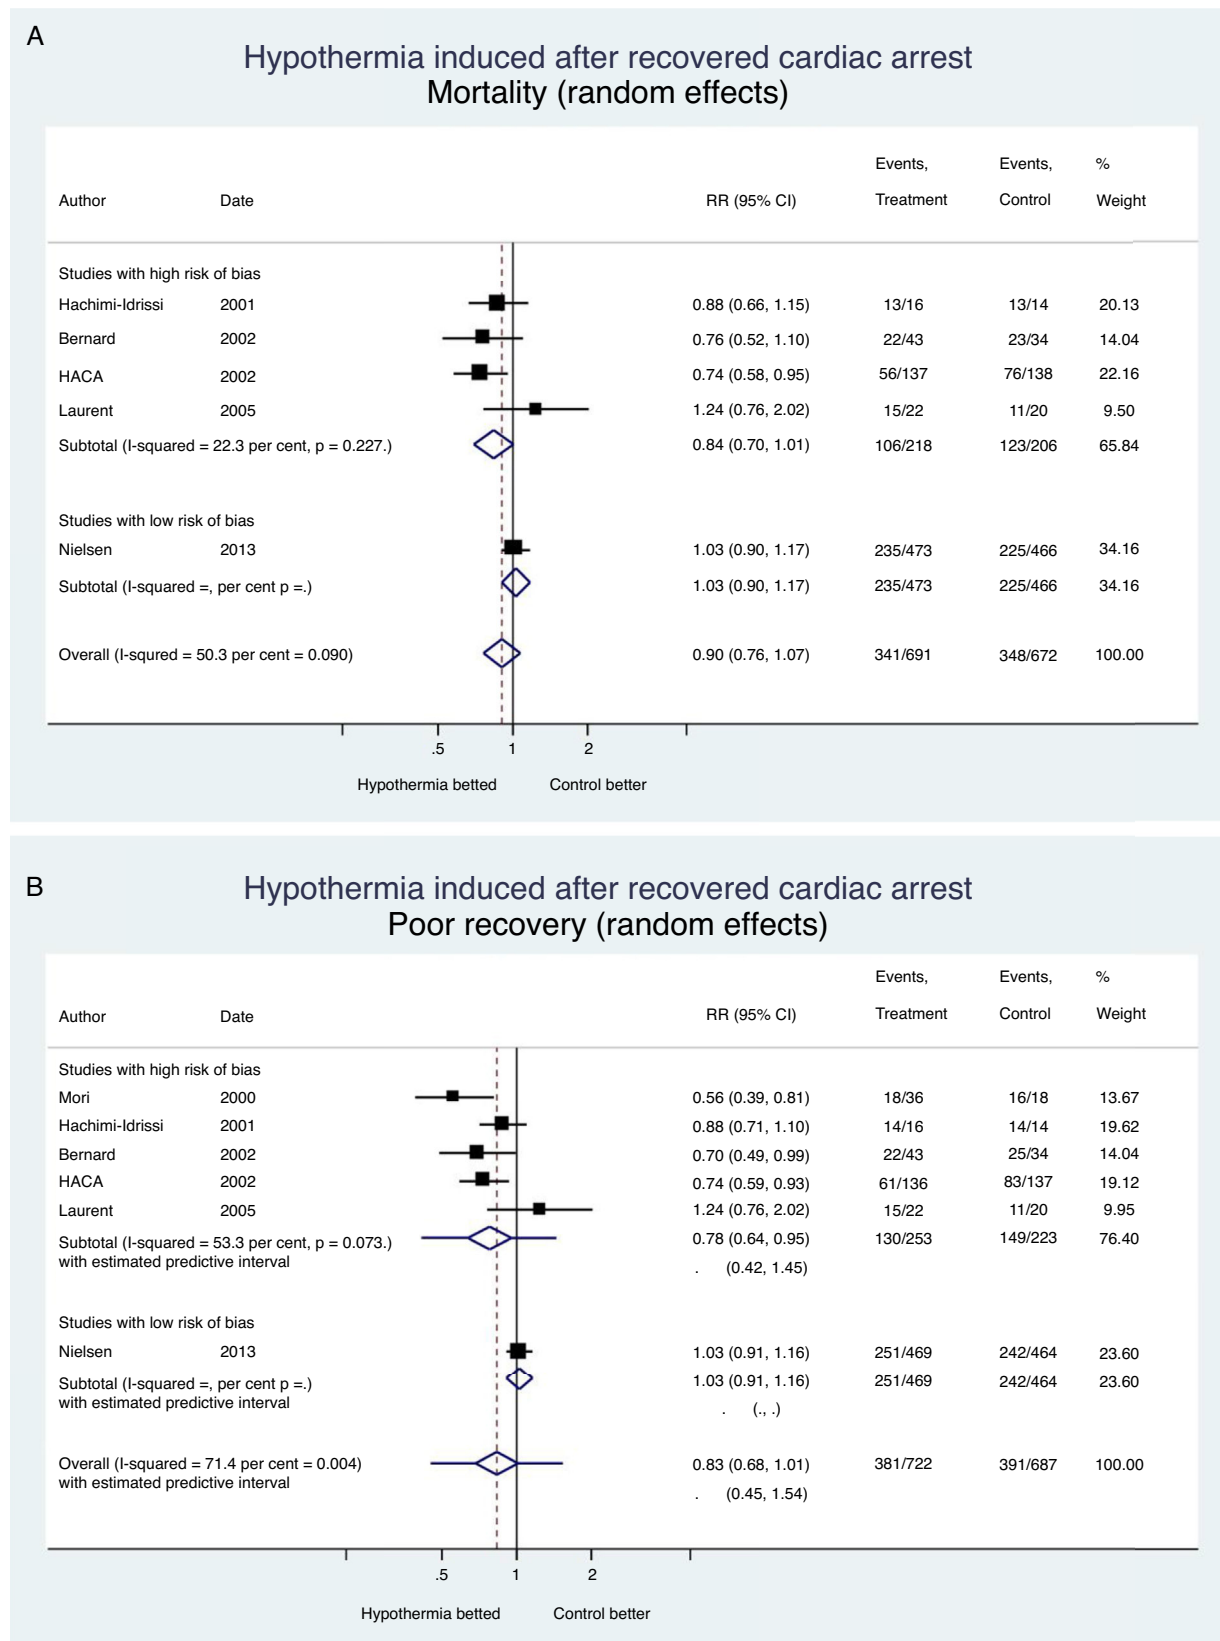 A
Hypothermia induced after recovered cardiac arrest
Mortality (random effects)
Events, Events, %
Author Date RR (95% CI) Treatment Control Weight
Studies with high risk of bias
Hachimi-Idrissi 2001 0.88 (0.66, 1.15) 13/16 13/14 20.13
Bernard 2002 0.76 (0.52, 1.10) 22/43 23/34 14.04
HACA 2002 0.74 (0.58, 0.95) 56/137 76/138 22.16
Laurent 2005 1.24 (0.76, 2.02) 15/22 11/20 9.50
Subtotal (I-squared = 22.3 per cent, p = 0.227.) 0.84 (0.70, 1.01) 106/218 123/206 65.84
Studies with low risk of bias
Nielsen 2013 1.03 (0.90, 1.17) 235/473 225/466 34.16
Subtotal (I-squared =, per cent p =.) 1.03 (0.90, 1.17) 235/473 225/466 34.16
Overall (I-squred = 50.3 per cent = 0.090) 0.90 (0.76, 1.07) 341/691 348/672 100.00
.5 1 2
Hypothermia betted Control better
B
Hypothermia induced after recovered cardiac arrest
Poor recovery (random effects)
Events, Events, %
Author Date RR (95% CI) Treatment Control Weight
Studies with high risk of bias
Mori 2000 0.56 (0.39, 0.81) 18/36 16/18 13.67
Hachimi-Idrissi 2001 0.88 (0.71, 1.10) 14/16 14/14 19.62
Bernard 2002 0.70 (0.49, 0.99) 22/43 25/34 14.04
HACA 2002 0.74 (0.59, 0.93) 61/136 83/137 19.12
Laurent 2005 1.24 (0.76, 2.02) 15/22 11/20 9.95
Subtotal (I-squared = 53.3 per cent, p = 0.073.) 0.78 (0.64, 0.95) 130/253 149/223 76.40
with estimated predictive interval . (0.42, 1.45)
Studies with low risk of bias
Nielsen 2013 1.03 (0.91, 1.16) 251/469 242/464 23.60
Subtotal (I-squared =, per cent p =.) 1.03 (0.91, 1.16) 251/469 242/464 23.60
with estimated predictive interval . (., .)
Overall (I-squared = 71.4 per cent = 0.004) 0.83 (0.68, 1.01) 381/722 391/687 100.00
with estimated predictive interval . (0.45, 1.54)
.5 1 2
Hypothermia betted Control better